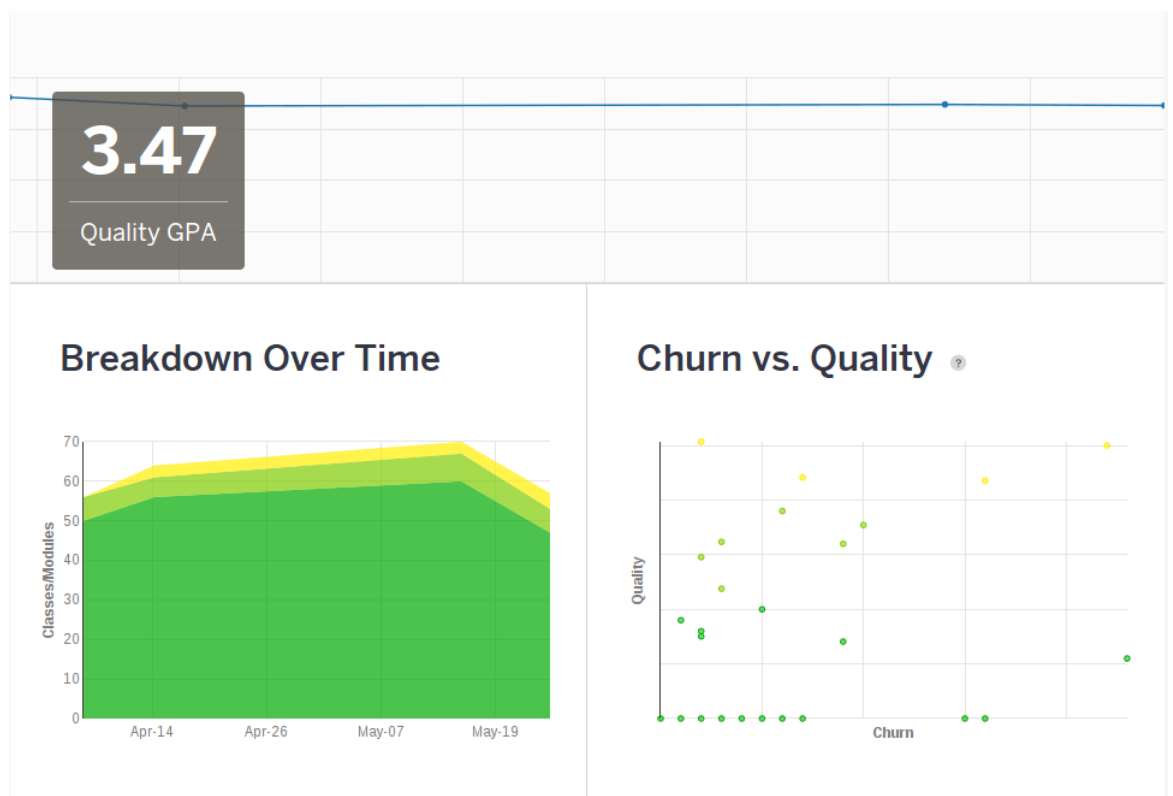 3.47
Quality GPA
Breakdown Over Time
Churn vs. Quality ?
70
60
50
40
30
20
10
0
Classes/Modules
Apr-14 Apr-26 May-07 May-19
Quality
Churn